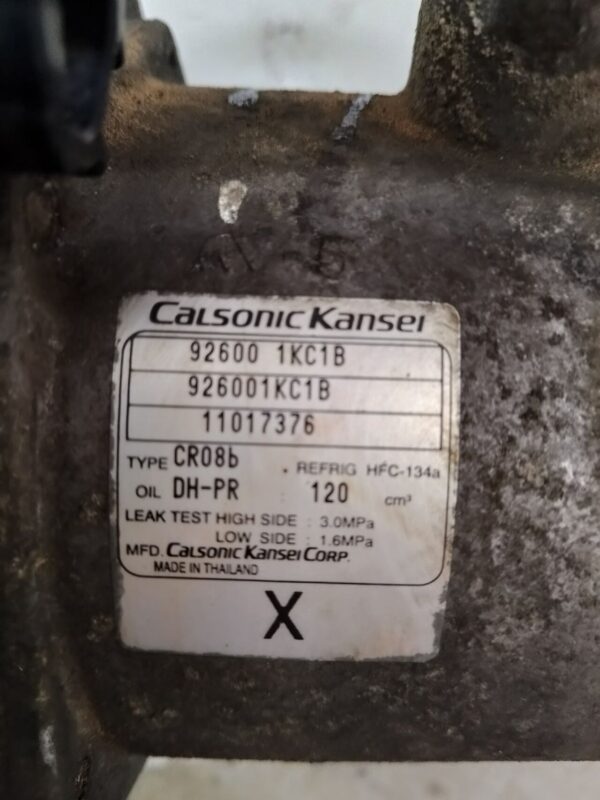 Calsonic Kansei
92600 1KC1B
926001KC1B
11017376
TYPE CR08b . REFRIG HFC-134a
OIL DH-PR : 120 cm³
LEAK TEST HIGH SIDE : 3.0MPa
LOW SIDE : 1.6MPa
MFD. Calsonic Kansei CORP.
MADE IN THAILAND
X